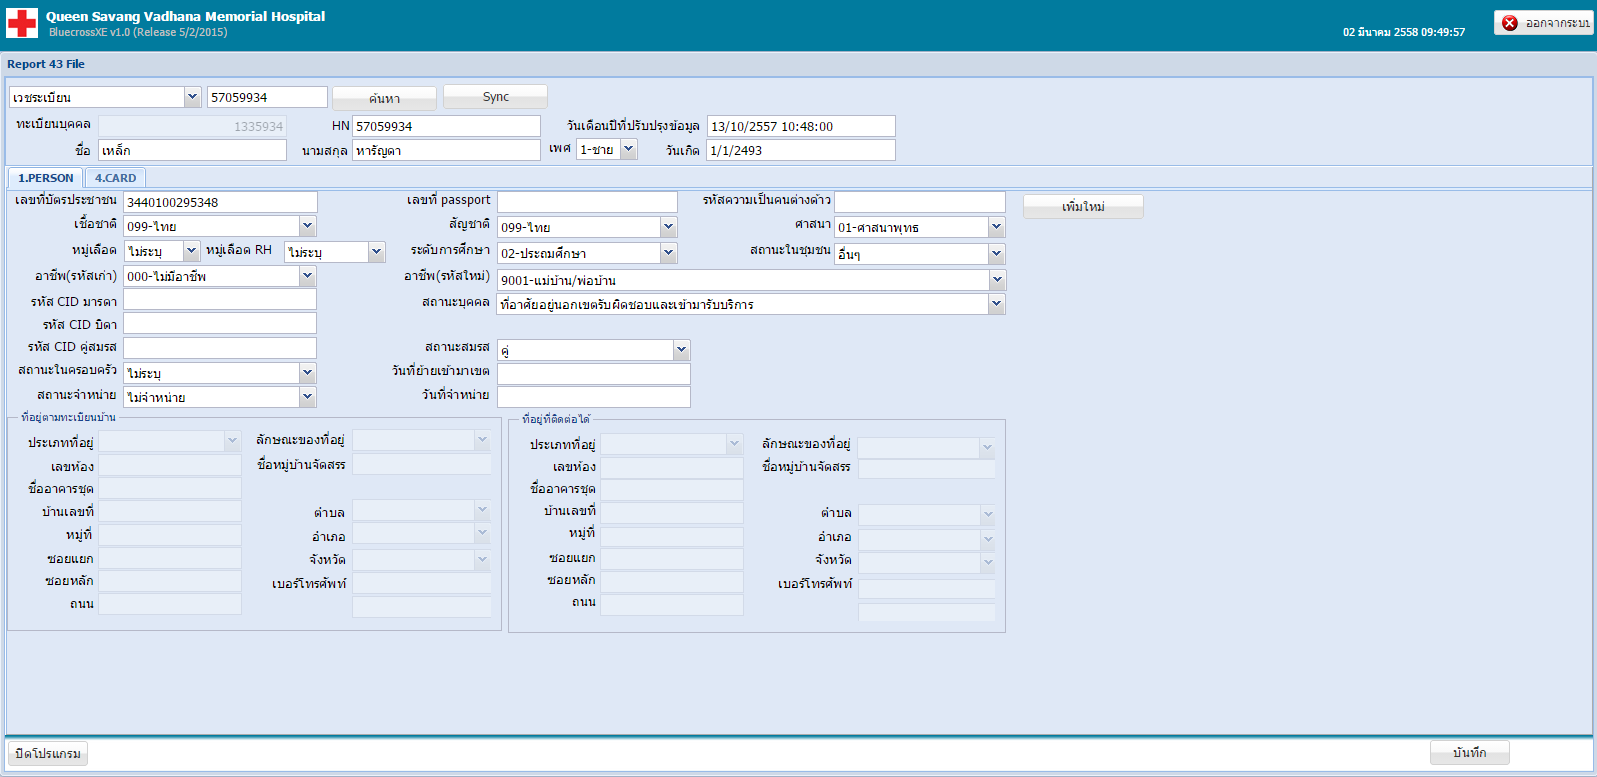 Queen Savang Vadhana Memorial Hospital
BluecrossXE v1.0 (Release 5/2/2015)
02 มีนาคม 2558 09:49:57
ออกจากระบบ
Report 43 File
เวชระเบียน 57059934 ค้นหา Sync
ทะเบียนบุคคล 1335934 HN 57059934 วันเดือนปีที่ปรับปรุงข้อมูล 13/10/2557 10:48:00
ชื่อ เหล็ก นามสกุล หารัญดา เพศ 1-ชาย วันเกิด 1/1/2493
1.PERSON 4.CARD
เลขที่บัตรประชาชน 3440100295348 เลขที่ passport รหัสความเป็นคนต่างด้าว เพิ่มใหม่
เชื้อชาติ 099-ไทย สัญชาติ 099-ไทย ศาสนา 01-ศาสนาพุทธ
หมู่เลือด ไม่ระบุ หมู่เลือด RH ไม่ระบุ ระดับการศึกษา 02-ประถมศึกษา สถานะในชุมชน อื่นๆ
อาชีพ(รหัสเก่า) 000-ไม่มีอาชีพ อาชีพ(รหัสใหม่) 9001-แม่บ้าน/พ่อบ้าน
รหัส CID มารดา สถานะบุคคล ที่อาศัยอยู่นอกเขตรับผิดชอบและเข้ามารับบริการ
รหัส CID บิดา
รหัส CID คู่สมรส สถานะสมรส คู่
สถานะในครอบครัว ไม่ระบุ วันที่ย้ายเข้ามาเขต
สถานะจำหน่าย ไม่จำหน่าย วันที่จำหน่าย
ที่อยู่ตามทะเบียนบ้าน ที่อยู่ที่ติดต่อได้
ประเภทที่อยู่ ลักษณะของที่อยู่ ประเภทที่อยู่ ลักษณะของที่อยู่
เลขห้อง ชื่อหมู่บ้านจัดสรร เลขห้อง ชื่อหมู่บ้านจัดสรร
ชื่ออาคารชุด ชื่ออาคารชุด
บ้านเลขที่ ตำบล บ้านเลขที่ ตำบล
หมู่ที่ อำเภอ หมู่ที่ อำเภอ
ซอยแยก จังหวัด ซอยแยก จังหวัด
ซอยหลัก เบอร์โทรศัพท์ ซอยหลัก เบอร์โทรศัพท์
ถนน ถนน
ปิดโปรแกรม บันทึก